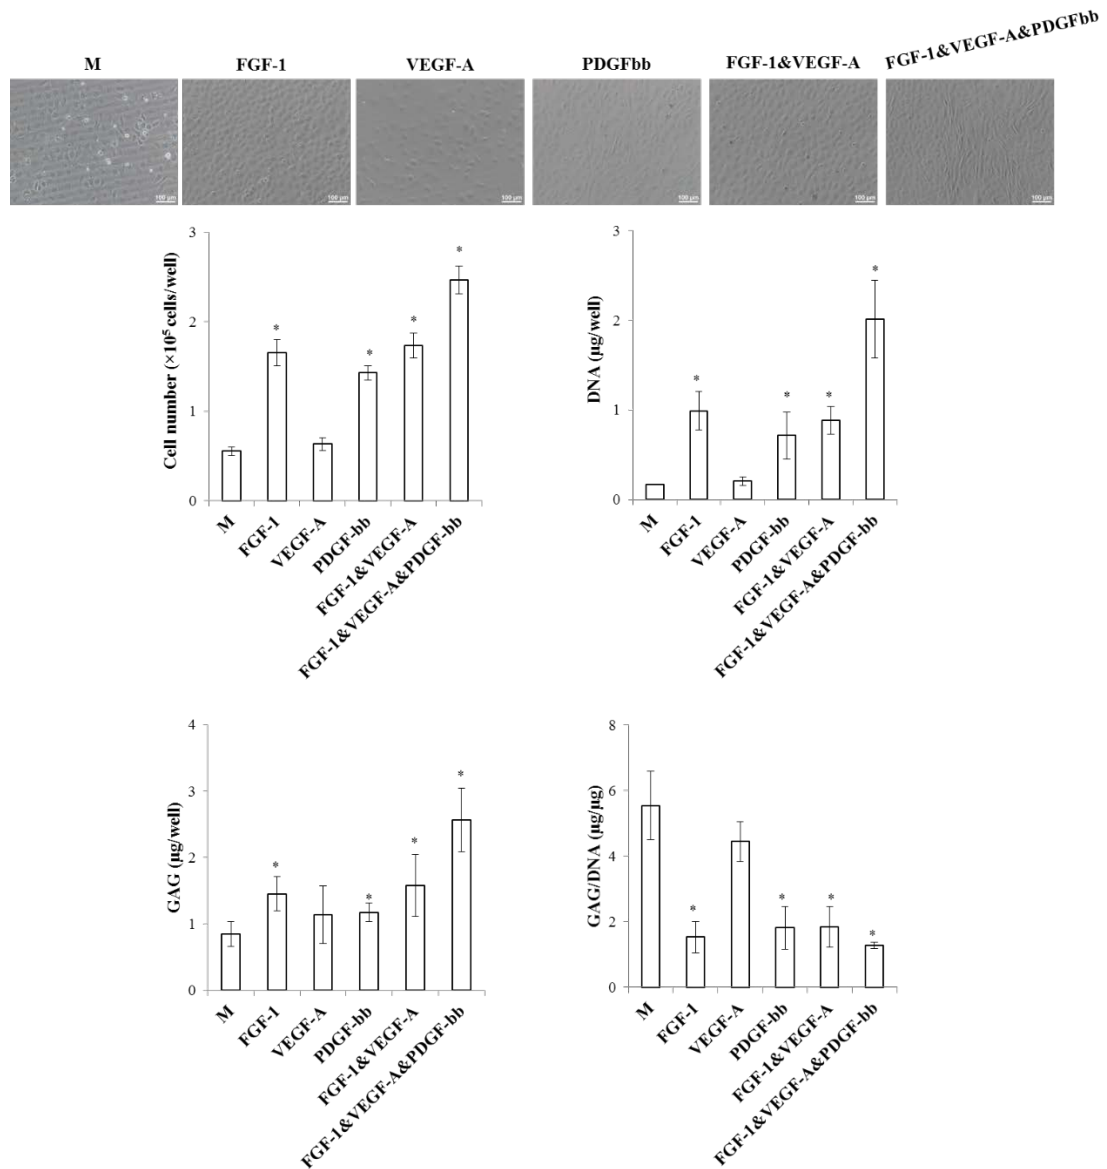 M
FGF-1
VEGF-A
PDGFbb
FGF-1&VEGF-A
FGF-1&VEGF-A&PDGFbb
100 µm
100 µm
100 µm
100 µm
100 µm
100 µm
Cell number (×10⁵ cells/well)
3
2
1
0
*
*
*
*
M
FGF-1
VEGF-A
PDGF-bb
FGF-1&VEGF-A
FGF-1&VEGF-A&PDGF-bb
DNA (µg/well)
3
2
1
0
*
*
*
*
M
FGF-1
VEGF-A
PDGF-bb
FGF-1&VEGF-A
FGF-1&VEGF-A&PDGF-bb
GAG (µg/well)
4
3
2
1
0
*
*
*
*
M
FGF-1
VEGF-A
PDGF-bb
FGF-1&VEGF-A
FGF-1&VEGF-A&PDGF-bb
GAG/DNA (µg/µg)
8
6
4
2
0
*
*
*
*
M
FGF-1
VEGF-A
PDGF-bb
FGF-1&VEGF-A
FGF-1&VEGF-A&PDGF-bb